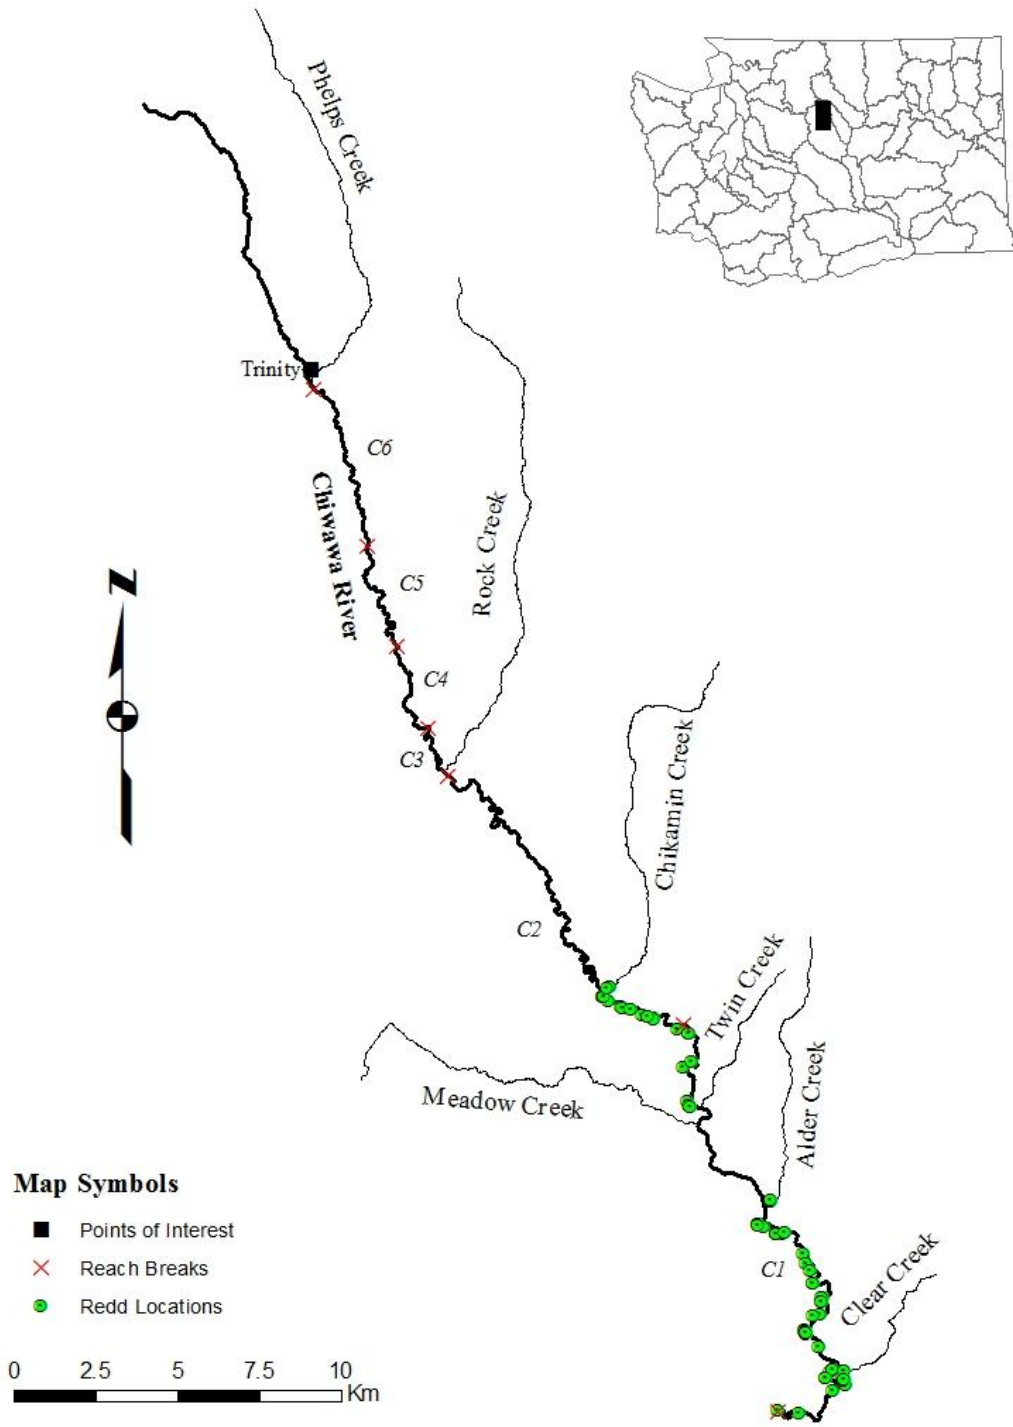 Phelps Creek
Trinity
C6
Chiwawa River
Rock Creek
C5
C4
C3
N
Chikamin Creek
C2
Twin Creek
Meadow Creek
Alder Creek
C1
Clear Creek
Map Symbols
Points of Interest
Reach Breaks
Redd Locations
0 2.5 5 7.5 10
Km